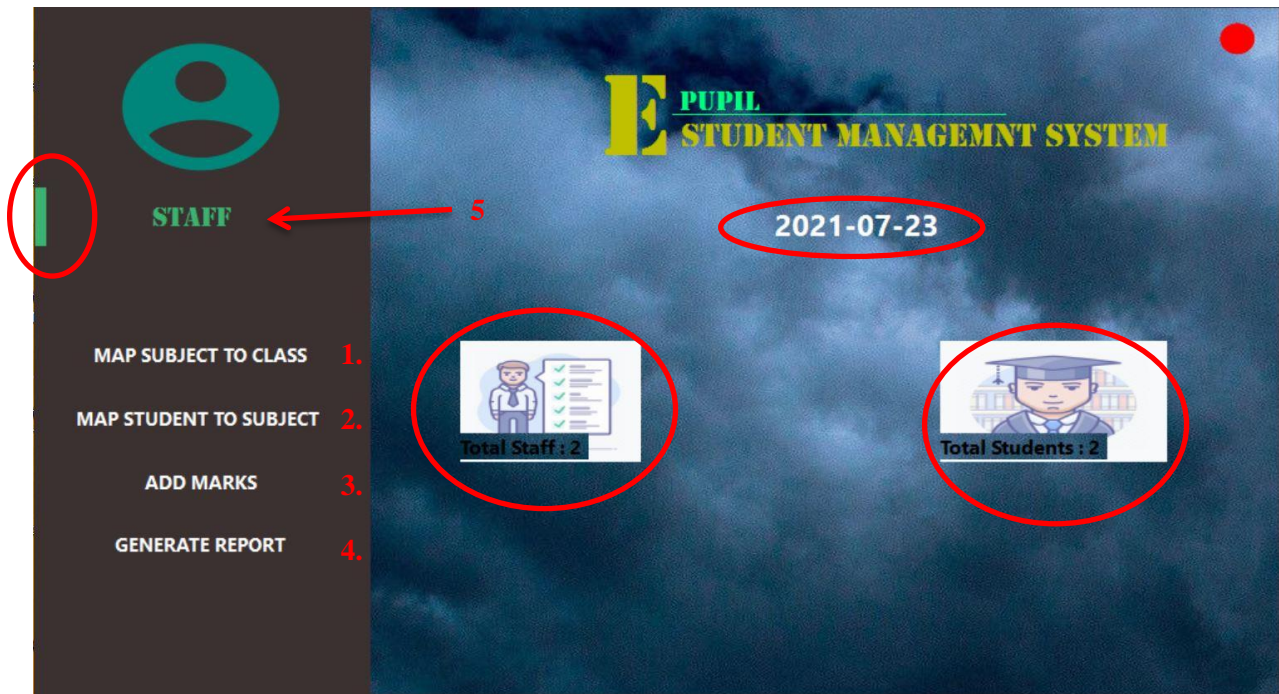 E PUPIL
STUDENT MANAGEMNT SYSTEM
STAFF
5
2021-07-23
MAP SUBJECT TO CLASS 1.
MAP STUDENT TO SUBJECT 2.
ADD MARKS 3.
GENERATE REPORT 4.
Total Staff : 2
Total Students : 2